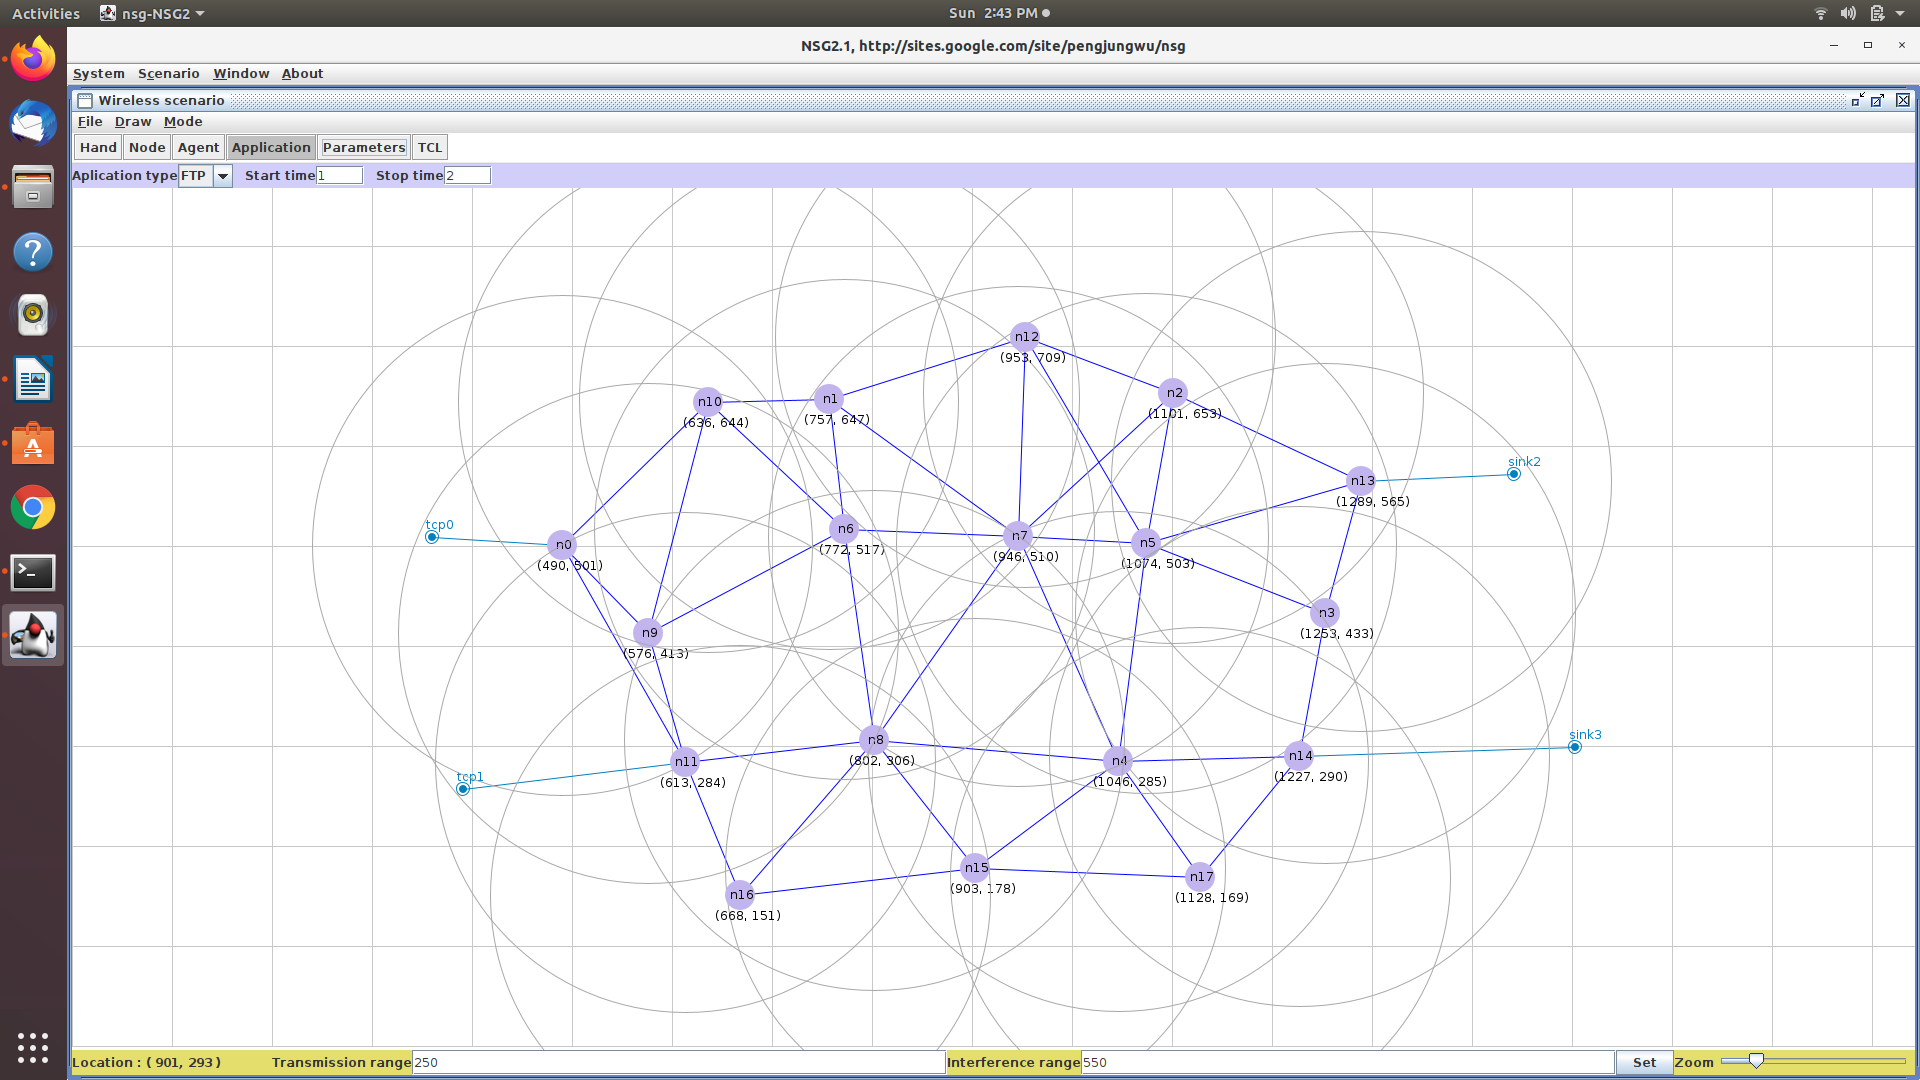 Activities nsg-NSG2 Sun 2:43 PM
NSG2.1, http://sites.google.com/site/pengjungwu/nsg
System Scenario Window About
Wireless scenario
File Draw Mode
Hand Node Agent Application Parameters TCL
Aplication type FTP Start time 1 Stop time 2
n12
(953, 709)
n10
(636, 644)
n1
(757, 647)
n2
(1101, 653)
sink2
n13
(1289, 565)
tcp0
n0
(490, 501)
n6
(772, 517)
n7
(946, 510)
n5
(1074, 503)
n9
(576, 413)
n3
(1253, 433)
sink3
n8
(802, 306)
n11
(613, 284)
n4
(1046, 285)
n14
(1227, 290)
tcp1
n16
(668, 151)
n15
(903, 178)
n17
(1128, 169)
Location : ( 901, 293 ) Transmission range 250 Interference range 550 Set Zoom